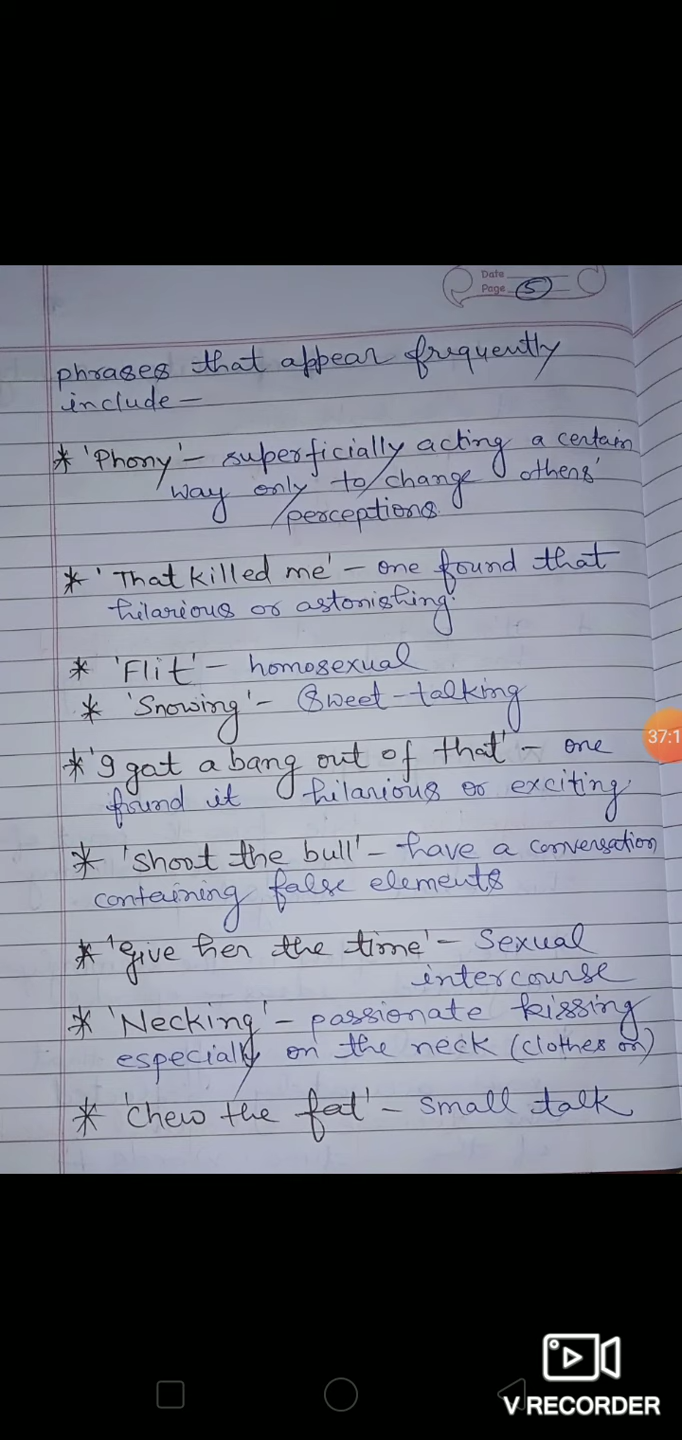 Date
Page 5
phrases that appear frequently
include —
* 'Phony' – superficially acting a certain
way only to change others'
perceptions.
* 'That killed me' – one found that
hilarious or astonishing.
* 'Flit' – homosexual
* 'Snowing' – Sweet-talking
* 'I got a bang out of that' – one
found it hilarious or exciting.
* 'Shoot the bull' – have a conversation
containing false elements
* 'give her the time' – Sexual
intercourse
* 'Necking' – passionate kissing
especially on the neck (clothes on)
* 'Chew the fat' – small talk
37:1
V RECORDER